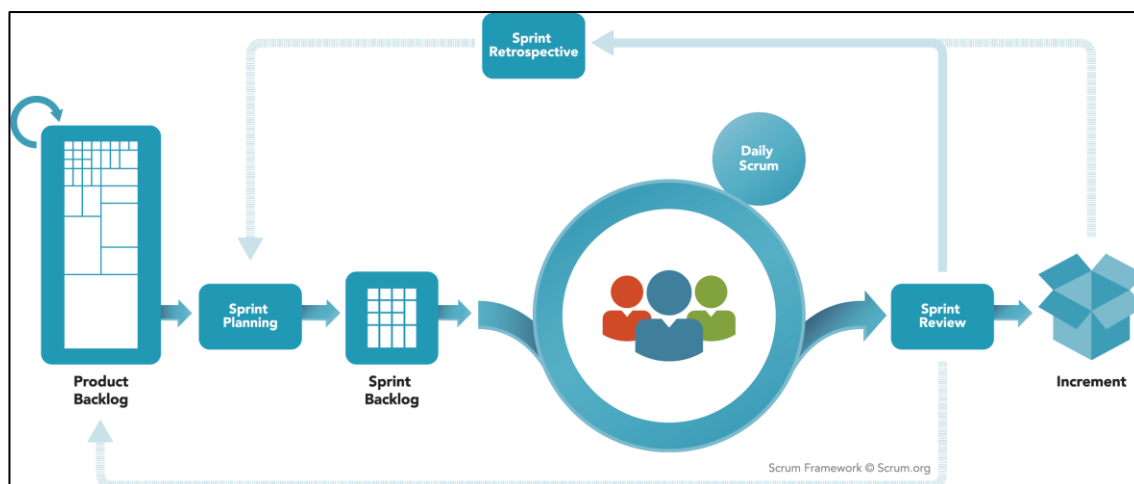 Sprint
Retrospective
Daily
Scrum
Sprint
Planning
Sprint
Review
Product
Backlog
Sprint
Backlog
Increment
Scrum Framework © Scrum.org